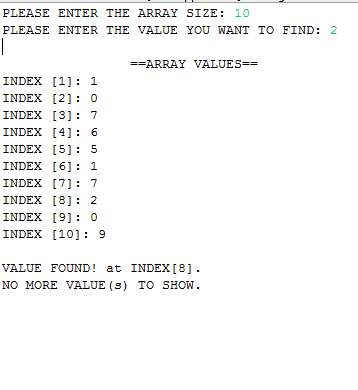 PLEASE ENTER THE ARRAY SIZE: 10
PLEASE ENTER THE VALUE YOU WANT TO FIND: 2
==ARRAY VALUES==
INDEX [1]: 1
INDEX [2]: 0
INDEX [3]: 7
INDEX [4]: 6
INDEX [5]: 5
INDEX [6]: 1
INDEX [7]: 7
INDEX [8]: 2
INDEX [9]: 0
INDEX [10]: 9
VALUE FOUND! at INDEX[8].
NO MORE VALUE(s) TO SHOW.